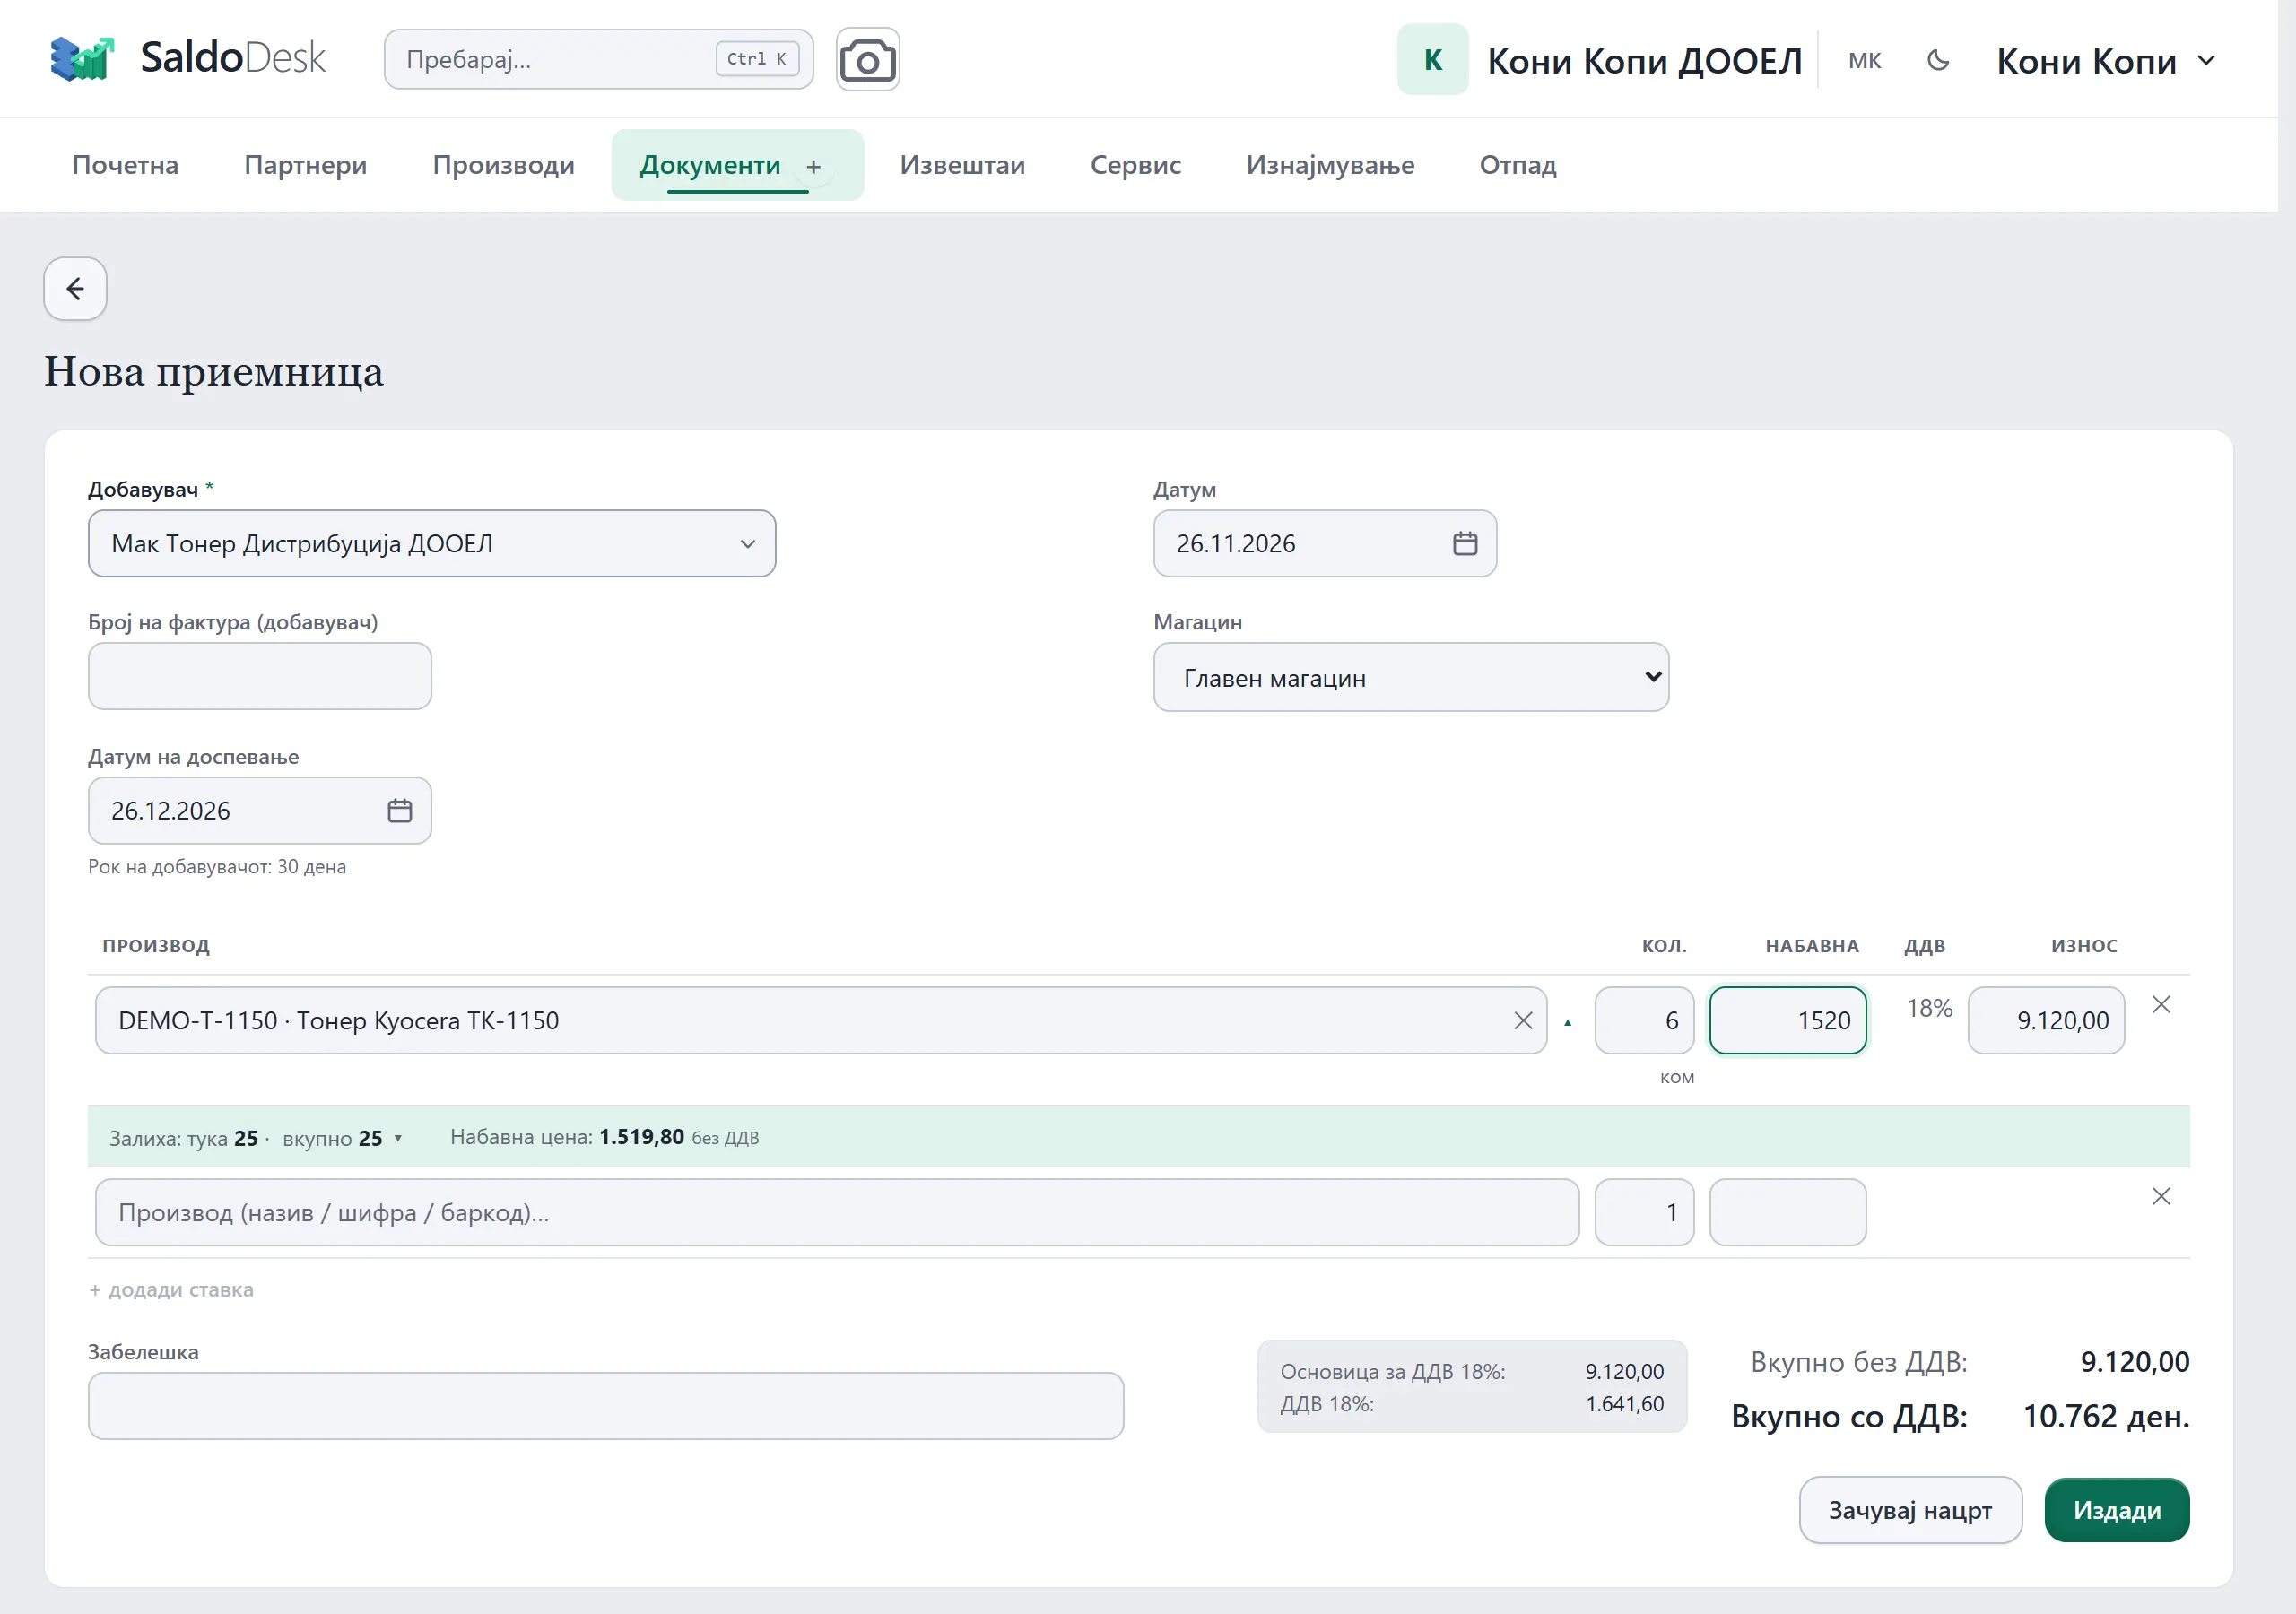 SaldoDesk
Пребарај... Ctrl K
К Кони Копи ДООЕЛ МК Кони Копи
Почетна Партнери Производи Документи + Извештаи Сервис Изнајмување Отпад
Нова приемница
Добавувач * Датум
Мак Тонер Дистрибуција ДООЕЛ 26.11.2026
Број на фактура (добавувач) Магацин
Главен магацин
Датум на доспевање
26.12.2026
Рок на добавувачот: 30 дена
ПРОИЗВОД КОЛ. НАБАВНА ДДВ ИЗНОС
DEMO-T-1150 · Тонер Kyocera TK-1150 6 1520 18% 9.120,00
ком
Залиха: тука 25 · вкупно 25 Набавна цена: 1.519,80 без ДДВ
Производ (назив / шифра / баркод)... 1
+ додади ставка
Забелешка
Основица за ДДВ 18%: 9.120,00
ДДВ 18%: 1.641,60
Вкупно без ДДВ: 9.120,00
Вкупно со ДДВ: 10.762 ден.
Зачувај нацрт Издади